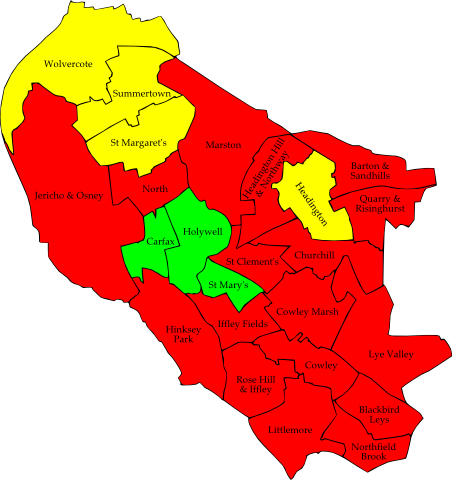 Wolvercote
Summertown
St Margaret's
Marston
Headington Hill
& Northway
Barton &
Sandhills
Jericho & Osney
North
Headington
Quarry &
Risinghurst
Carfax
Holywell
St Clement's
Churchill
St Mary's
Cowley Marsh
Hinksey
Park
Iffley Fields
Lye Valley
Cowley
Rose Hill
& Iffley
Blackbird
Leys
Littlemore
Northfield
Brook